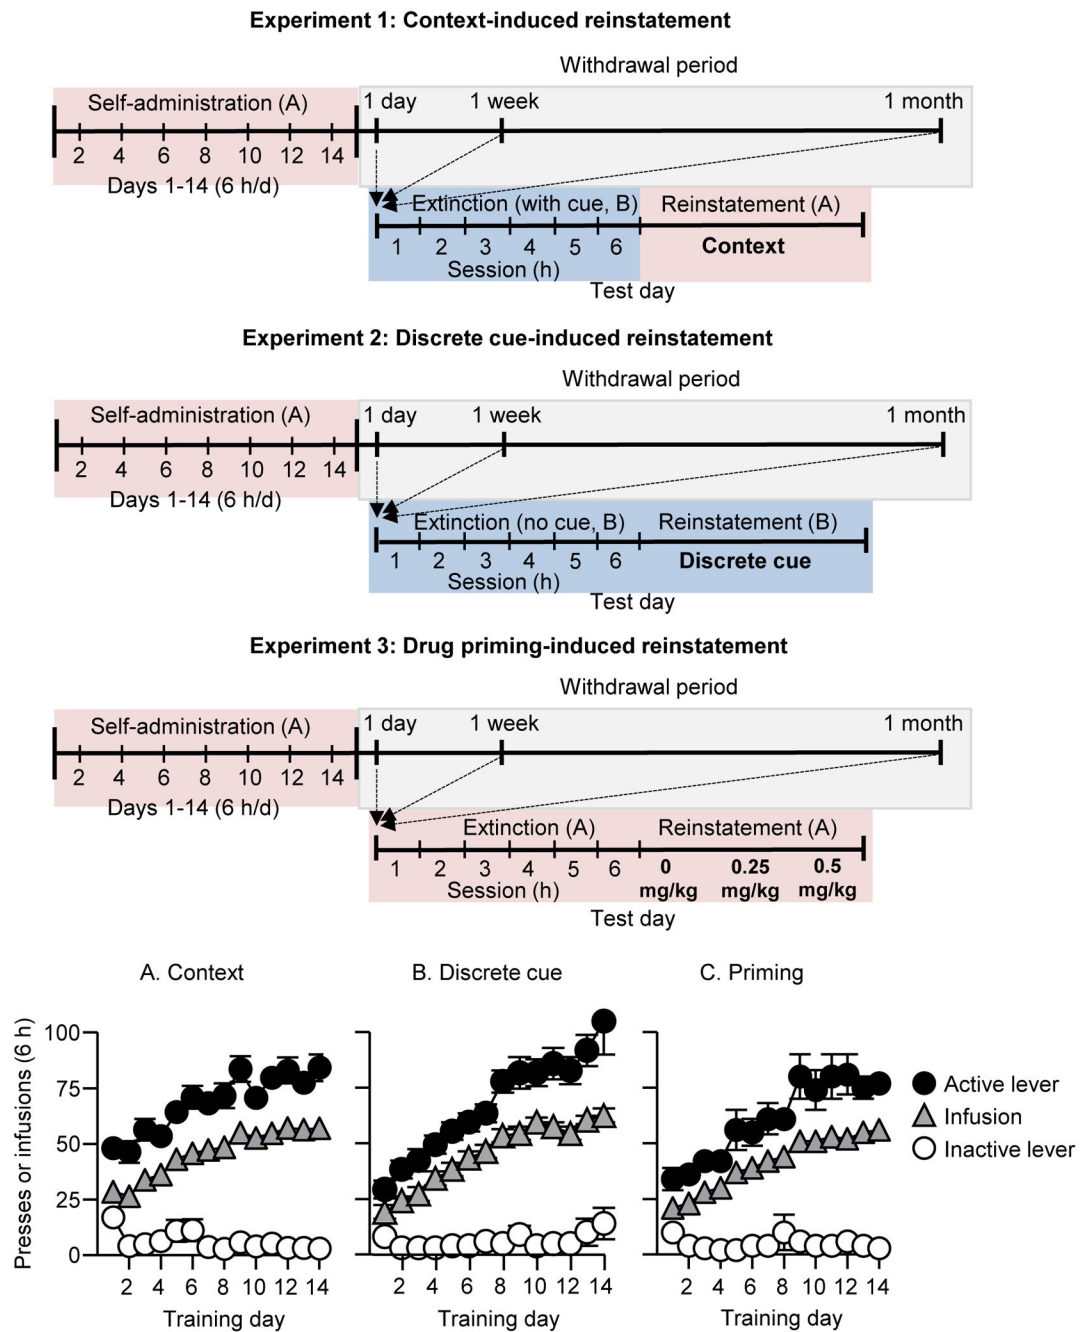 Experiment 1: Context-induced reinstatement
Withdrawal period
Self-administration (A)
1 day
1 week
1 month
2 4 6 8 10 12 14
Days 1-14 (6 h/d)
Extinction (with cue, B)
Reinstatement (A)
1 2 3 4 5 6
Context
Session (h)
Test day
Experiment 2: Discrete cue-induced reinstatement
Withdrawal period
Self-administration (A)
1 day
1 week
1 month
2 4 6 8 10 12 14
Days 1-14 (6 h/d)
Extinction (no cue, B)
Reinstatement (B)
1 2 3 4 5 6
Discrete cue
Session (h)
Test day
Experiment 3: Drug priming-induced reinstatement
Withdrawal period
Self-administration (A)
1 day
1 week
1 month
2 4 6 8 10 12 14
Days 1-14 (6 h/d)
Extinction (A)
Reinstatement (A)
1 2 3 4 5 6
0 0.25 0.5
mg/kg mg/kg mg/kg
Session (h)
Test day
A. Context
B. Discrete cue
C. Priming
Presses or infusions (6 h)
100
75
50
25
0
Active lever
Infusion
Inactive lever
2 4 6 8 10 12 14
2 4 6 8 10 12 14
2 4 6 8 10 12 14
Training day
Training day
Training day